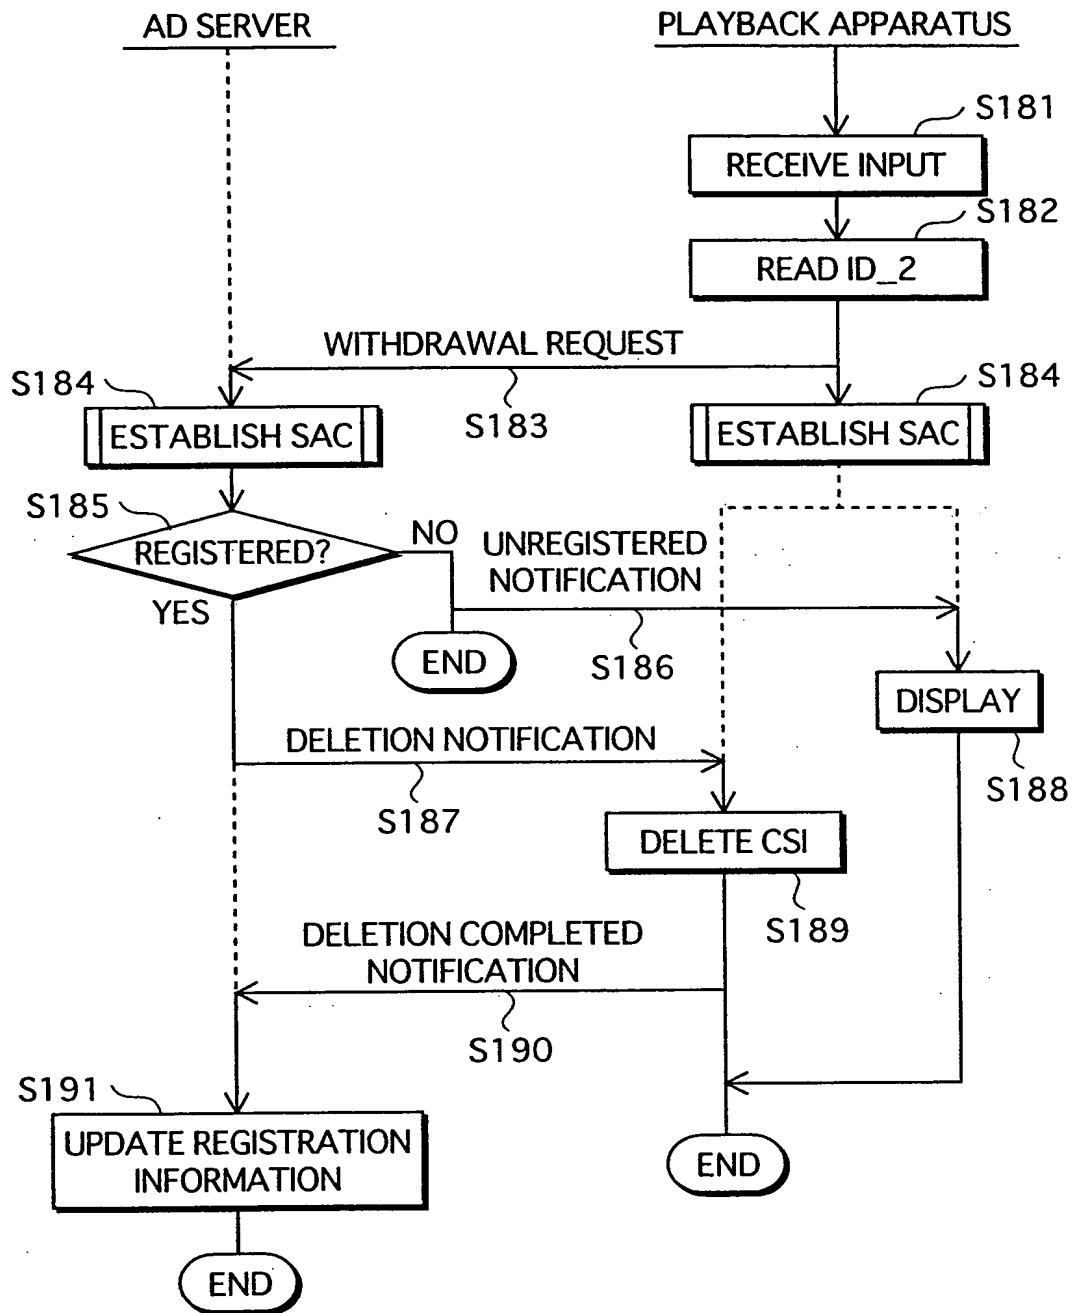 AD SERVER
PLAYBACK APPARATUS
S181
RECEIVE INPUT
S182
READ ID_2
WITHDRAWAL REQUEST
S183
S184
ESTABLISH SAC
S184
ESTABLISH SAC
S185
REGISTERED?
NO
YES
UNREGISTERED
NOTIFICATION
S186
END
DISPLAY
S188
DELETION NOTIFICATION
S187
DELETE CSI
S189
DELETION COMPLETED
NOTIFICATION
S190
S191
UPDATE REGISTRATION
INFORMATION
END
END